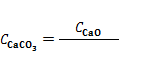 C_CaCO₃ = C_CaO /